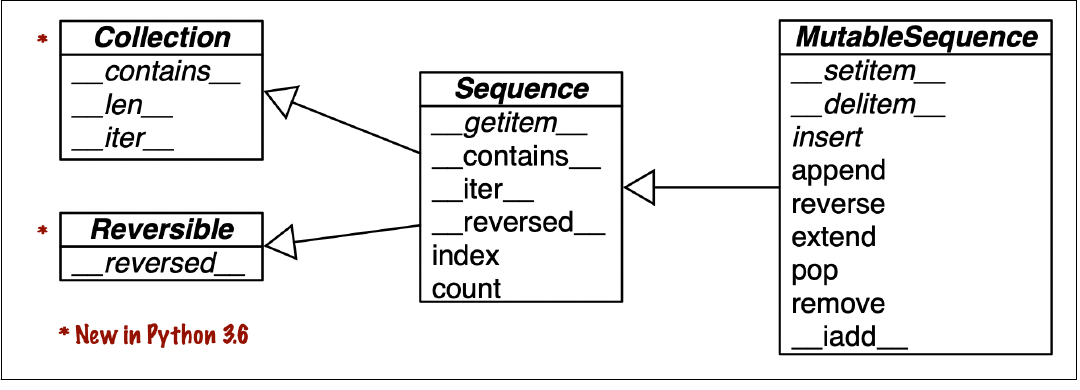 *
Collection
__contains__
__len__
__iter__
*
Reversible
__reversed__
* New in Python 3.6
Sequence
__getitem__
__contains__
__iter__
__reversed__
index
count
MutableSequence
__setitem__
__delitem__
insert
append
reverse
extend
pop
remove
__iadd__